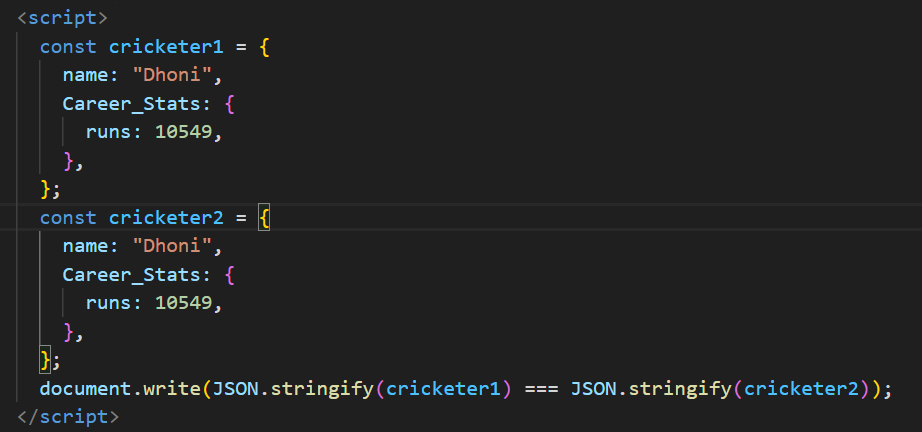 <script>
const cricketer1 = {
name: "Dhoni",
Career_Stats: {
runs: 10549,
},
};
const cricketer2 = {
name: "Dhoni",
Career_Stats: {
runs: 10549,
},
};
document.write(JSON.stringify(cricketer1) === JSON.stringify(cricketer2));
</script>